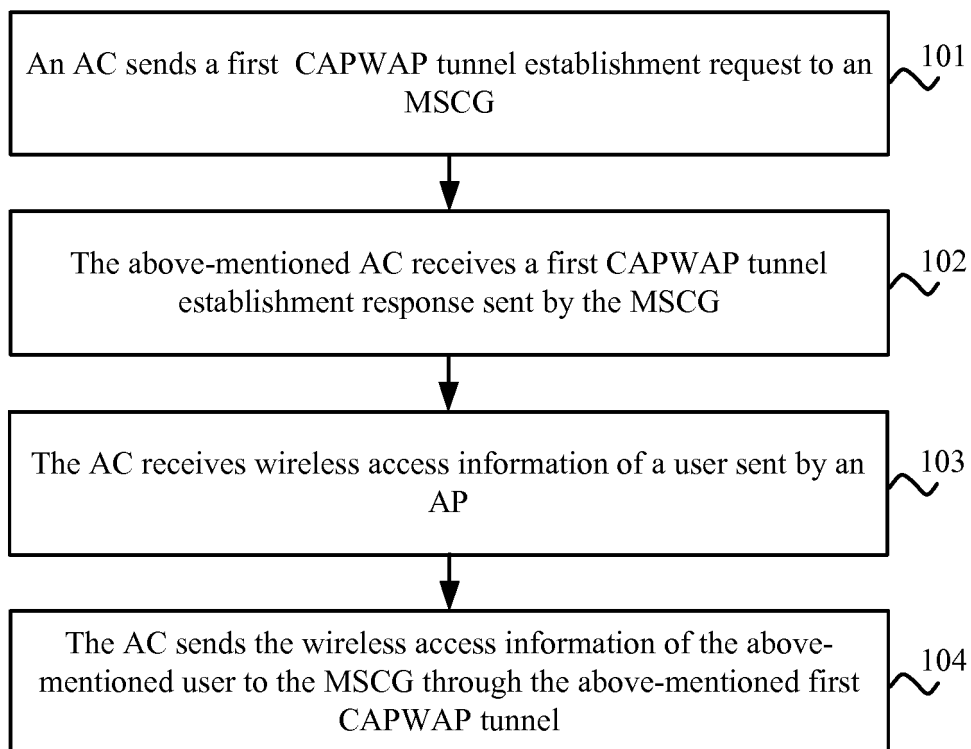 An AC sends a first CAPWAP tunnel establishment request to an
MSCG
101
The above-mentioned AC receives a first CAPWAP tunnel
establishment response sent by the MSCG
102
The AC receives wireless access information of a user sent by an
AP
103
The AC sends the wireless access information of the above-
mentioned user to the MSCG through the above-mentioned first
CAPWAP tunnel
104